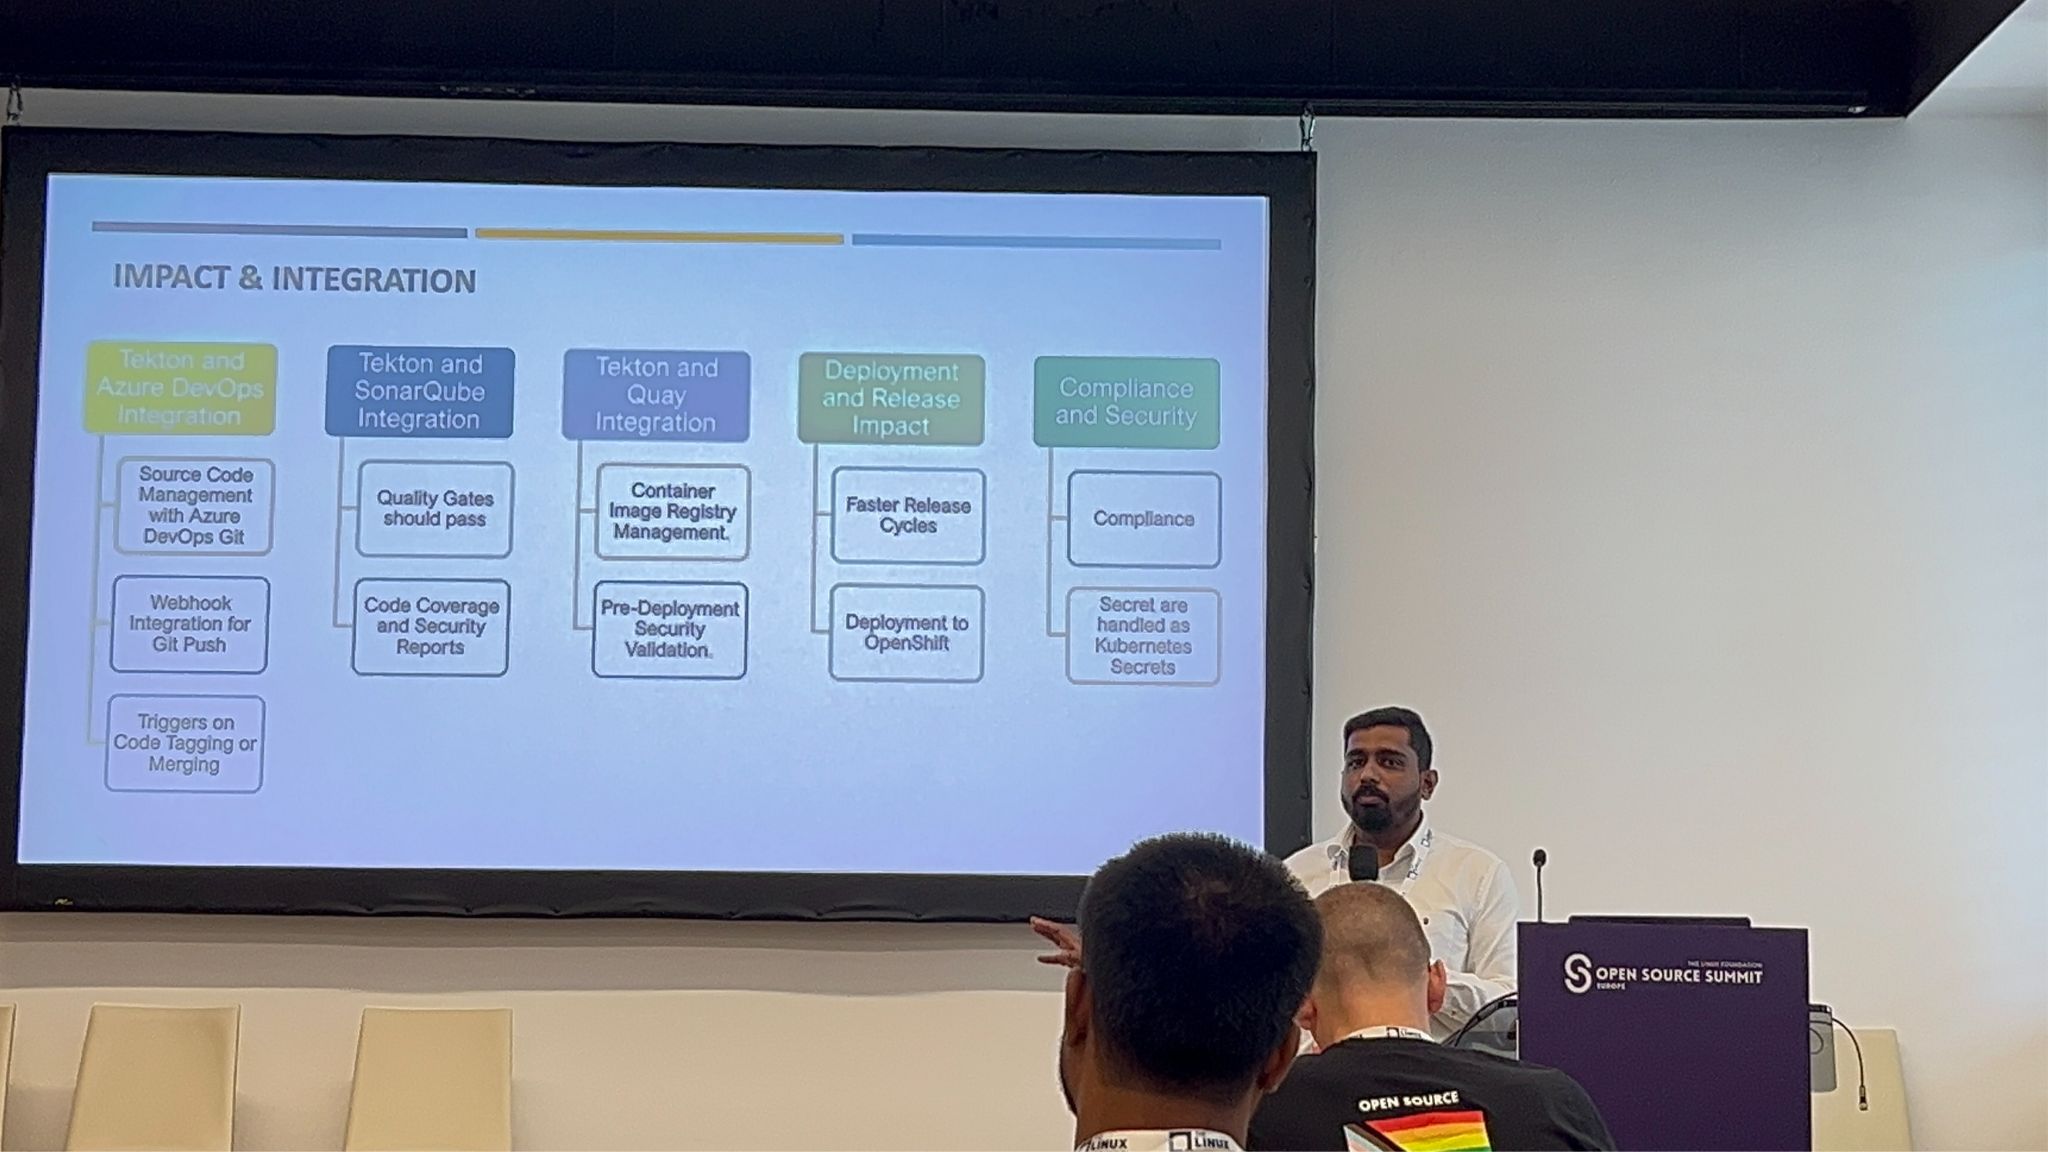 IMPACT & INTEGRATION
Tekton and
Azure DevOps
Integration
Source Code
Management
with Azure
DevOps Git
Webhook
Integration for
Git Push
Triggers on
Code Tagging or
Merging
Tekton and
SonarQube
Integration
Quality Gates
should pass
Code Coverage
and Security
Reports
Tekton and
Quay
Integration
Container
Image Registry
Management.
Pre-Deployment
Security
Validation.
Deployment
and Release
Impact
Faster Release
Cycles
Deployment to
OpenShift
Compliance
and Security
Compliance
Secret are
handled as
Kubernetes
Secrets
THE LINUX FOUNDATION
OPEN SOURCE SUMMIT
EUROPE
OPEN SOURCE
LINUX
LINUX